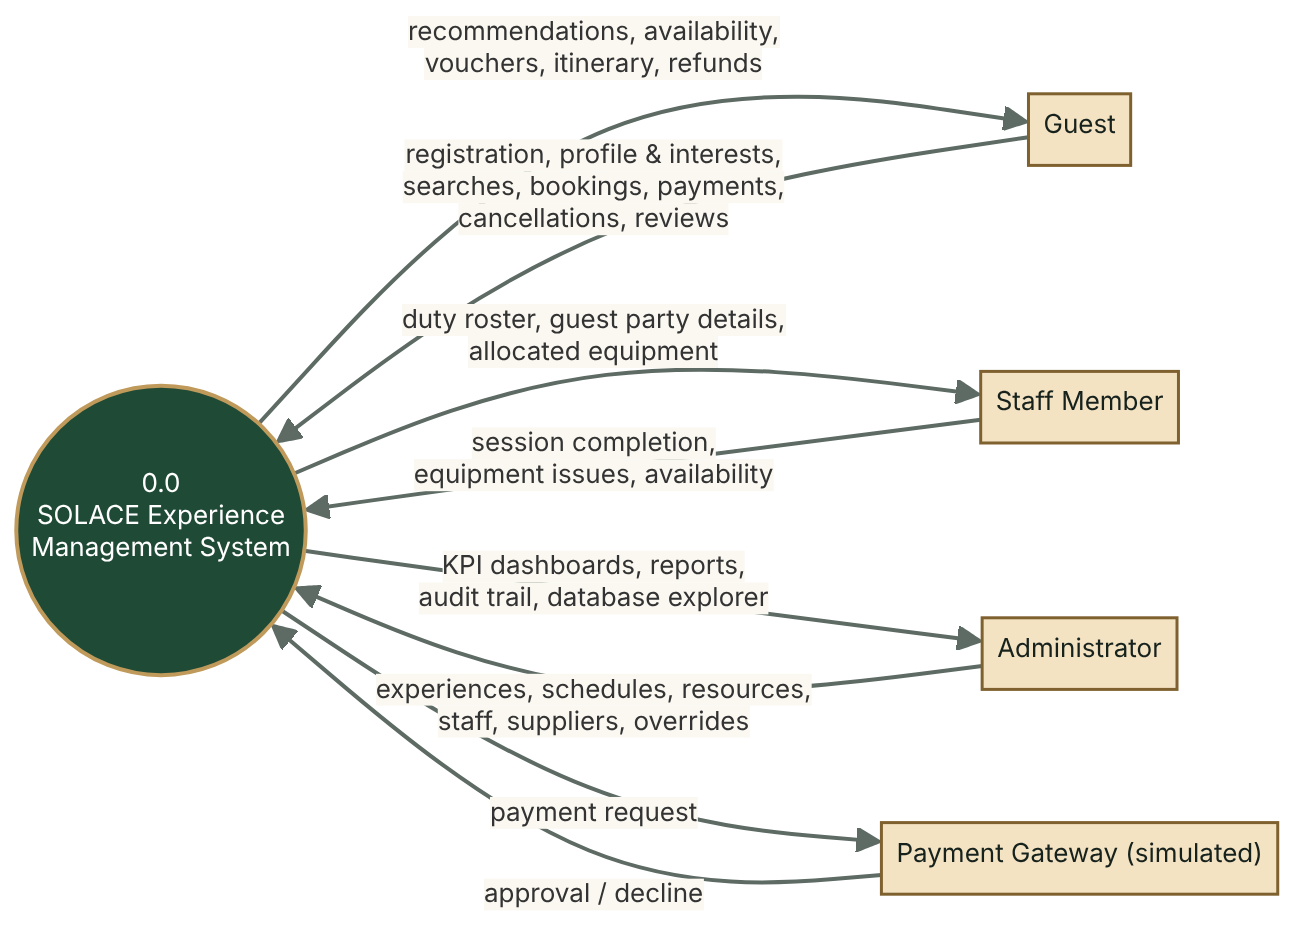 recommendations, availability,
vouchers, itinerary, refunds
Guest
registration, profile & interests,
searches, bookings, payments,
cancellations, reviews
duty roster, guest party details,
allocated equipment
Staff Member
session completion,
equipment issues, availability
0.0
SOLACE Experience
Management System
KPI dashboards, reports,
audit trail, database explorer
Administrator
experiences, schedules, resources,
staff, suppliers, overrides
payment request
Payment Gateway (simulated)
approval / decline